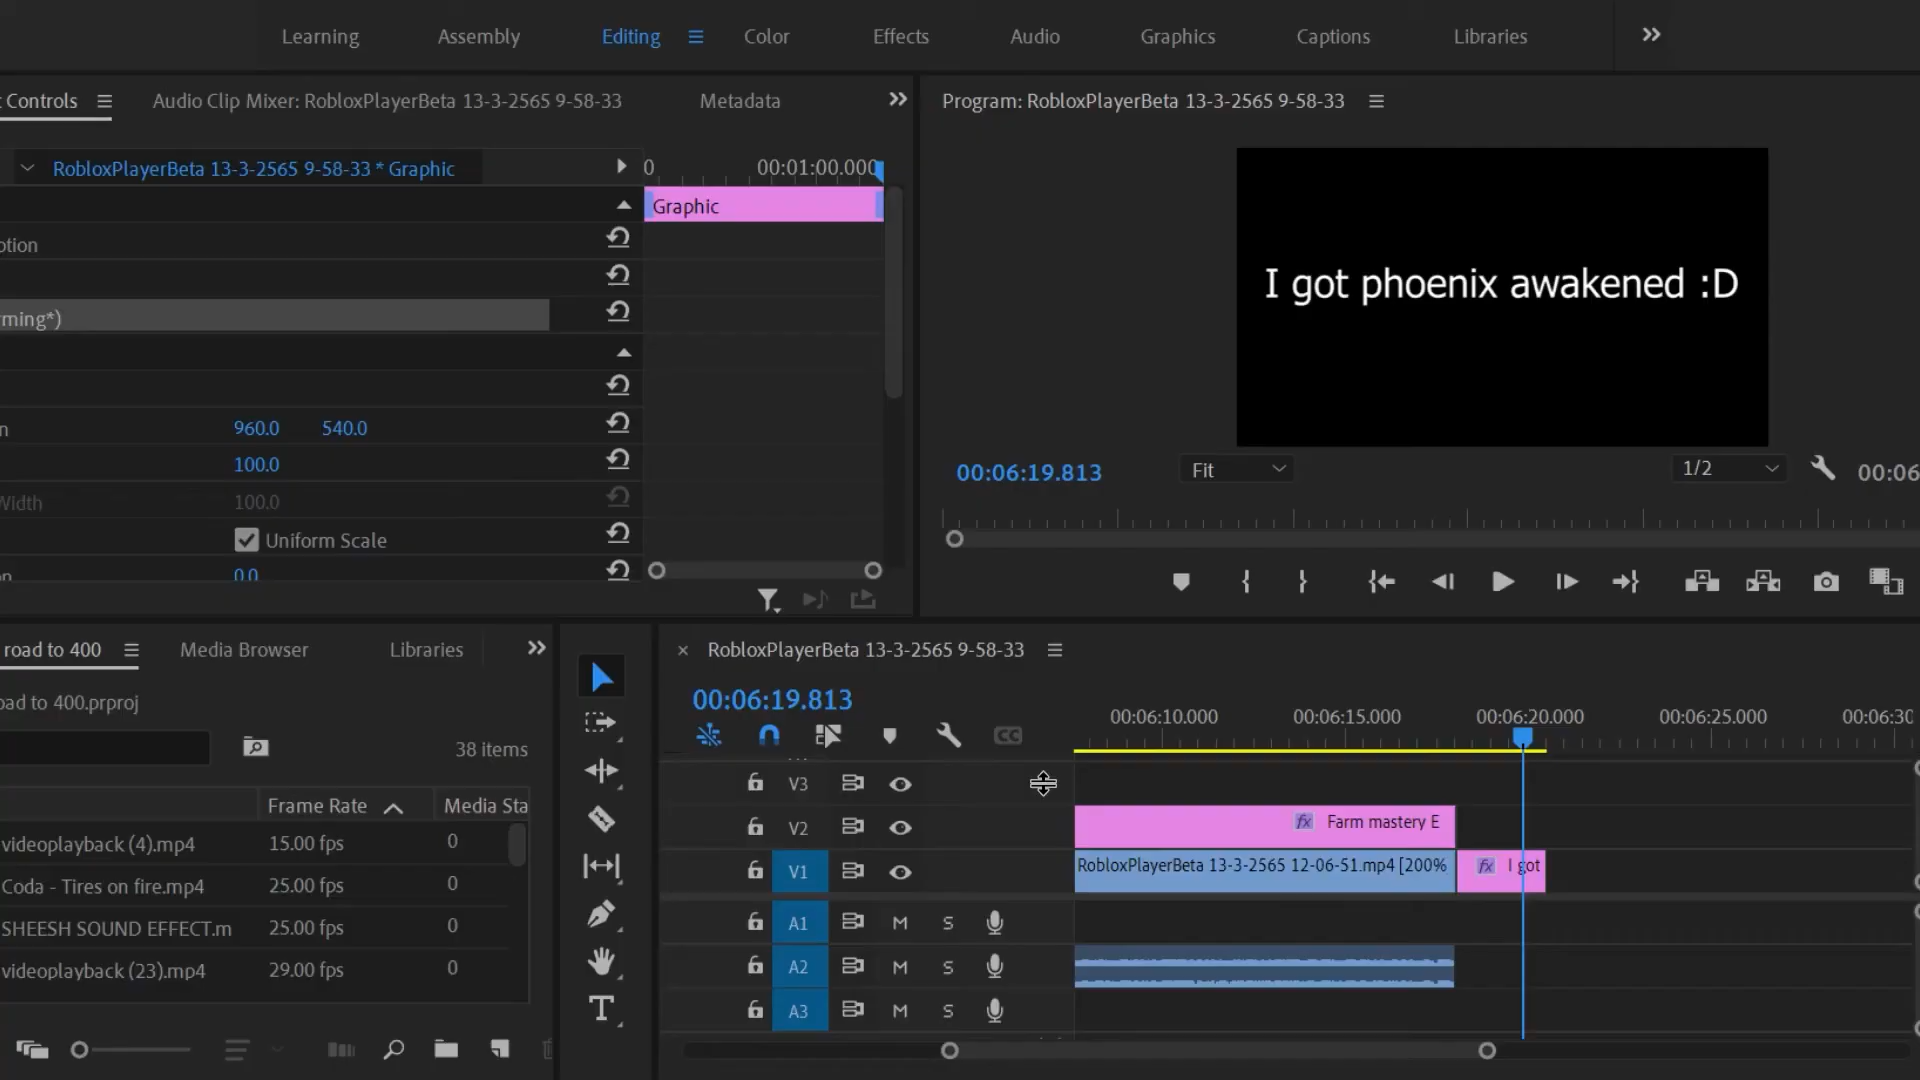 Learning Assembly Editing Color Effects Audio Graphics Captions Libraries
Controls Audio Clip Mixer: RobloxPlayerBeta 13-3-2565 9-58-33 Metadata
Program: RobloxPlayerBeta 13-3-2565 9-58-33
RobloxPlayerBeta 13-3-2565 9-58-33 * Graphic
0 00:01:00.000
Graphic
otion
rming*)
n 960.0 540.0
100.0
Width 100.0
Uniform Scale
on 0.0
I got phoenix awakened :D
00:06:19.813 Fit 1/2 00:06
road to 400 Media Browser Libraries
oad to 400.prproj
38 items
Frame Rate Media Sta
videoplayback (4).mp4 15.00 fps 0
Coda - Tires on fire.mp4 25.00 fps 0
SHEESH SOUND EFFECT.m 25.00 fps 0
videoplayback (23).mp4 29.00 fps 0
RobloxPlayerBeta 13-3-2565 9-58-33
00:06:19.813
00:06:10.000 00:06:15.000 00:06:20.000 00:06:25.000 00:06:30
CC
V3
V2 fx Farm mastery E
V1 RobloxPlayerBeta 13-3-2565 12-06-51.mp4 [200% fx I got
A1 M S
A2 M S
A3 M S